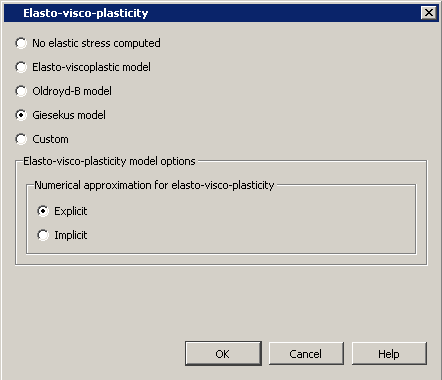 Elasto-visco-plasticity
No elastic stress computed
Elasto-viscoplastic model
Oldroyd-B model
Giesekus model
Custom
Elasto-visco-plasticity model options
Numerical approximation for elasto-visco-plasticity
Explicit
Implicit
OK Cancel Help